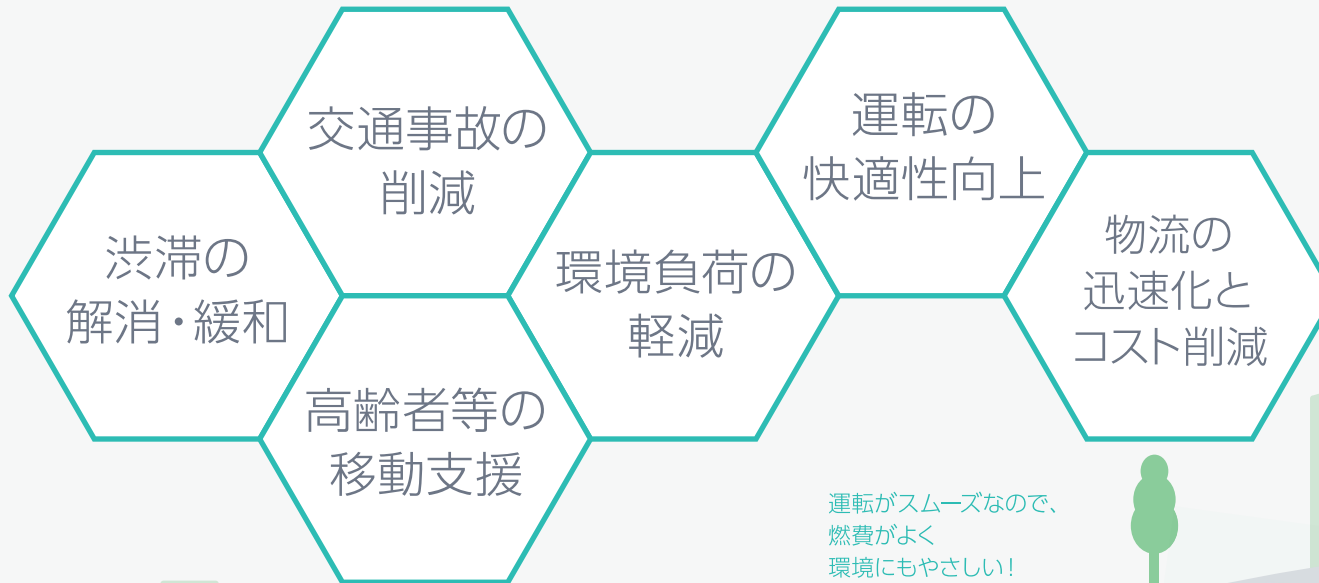 渋滞の
解消・緩和
交通事故の
削減
高齢者等の
移動支援
環境負荷の
軽減
運転の
快適性向上
物流の
迅速化と
コスト削減
運転がスムーズなので、
燃費がよく
環境にもやさしい！